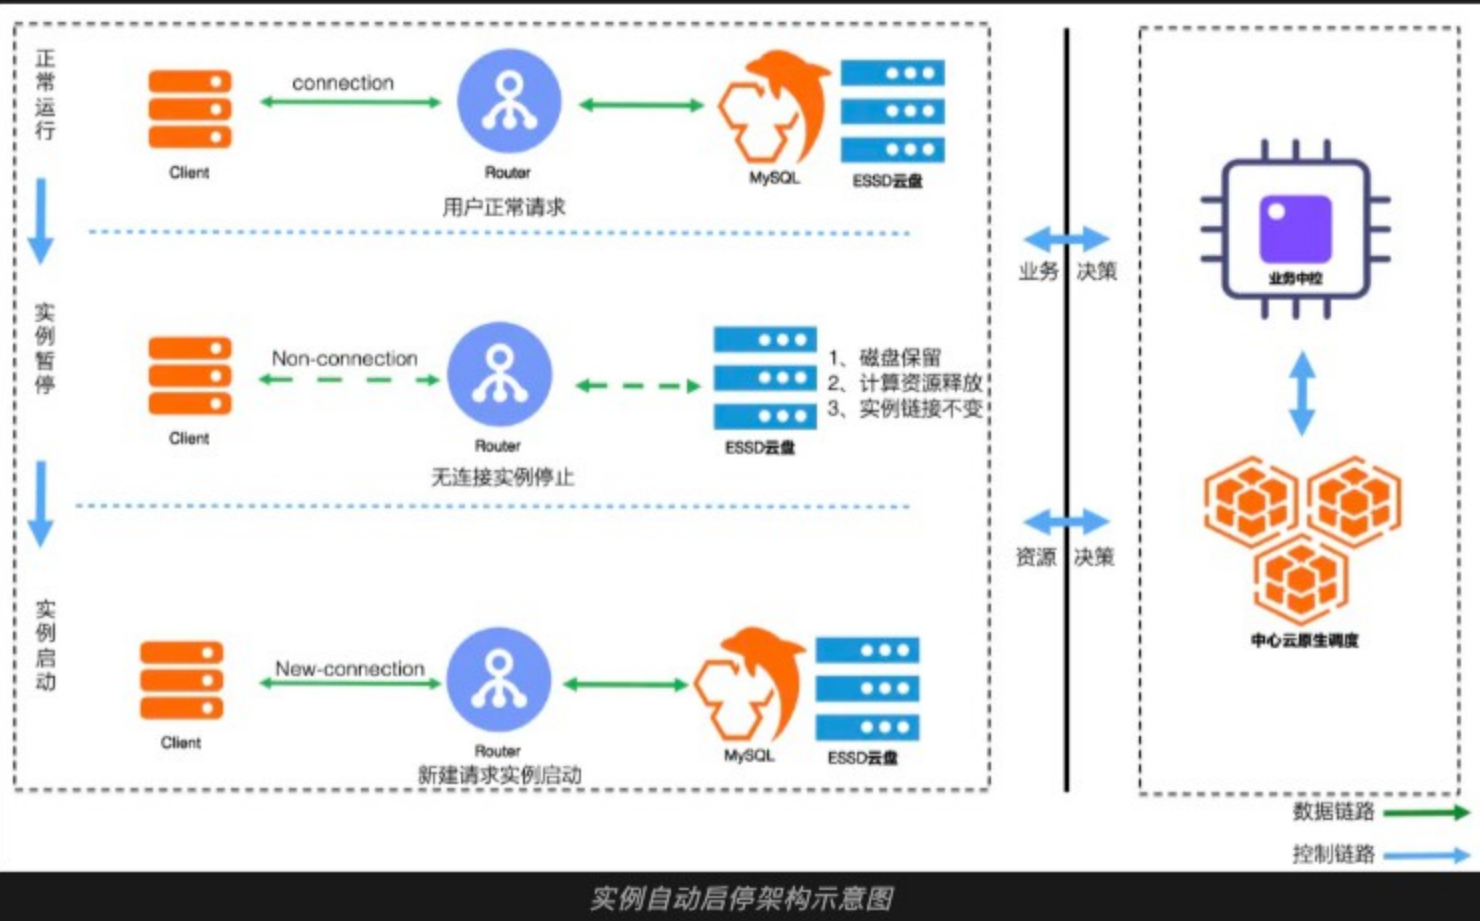 正常运行
connection
Client
Router
MySQL
ESSD云盘
用户正常请求
实例暂停
Non-connection
1、磁盘保留
2、计算资源释放
3、实例链接不变
Client
Router
ESSD云盘
无连接实例停止
实例启动
New-connection
Client
Router
MySQL
ESSD云盘
新建请求实例启动
业务 决策
资源 决策
业务中控
中心云原生调度
数据链路
控制链路
实例自动启停架构示意图